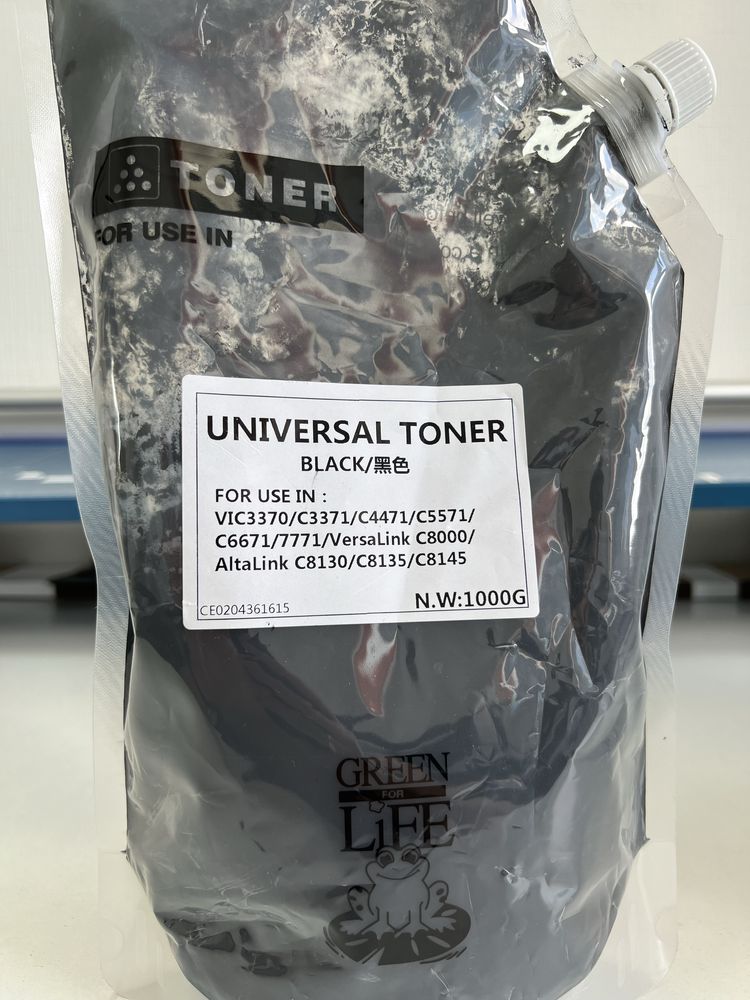 TONER
FOR USE IN
UNIVERSAL TONER
BLACK/黑色
FOR USE IN :
VIC3370/C3371/C4471/C5571/
C6671/7771/VersaLink C8000/
AltaLink C8130/C8135/C8145
CE0204361615
N.W:1000G
GREEN
FOR
LiFE